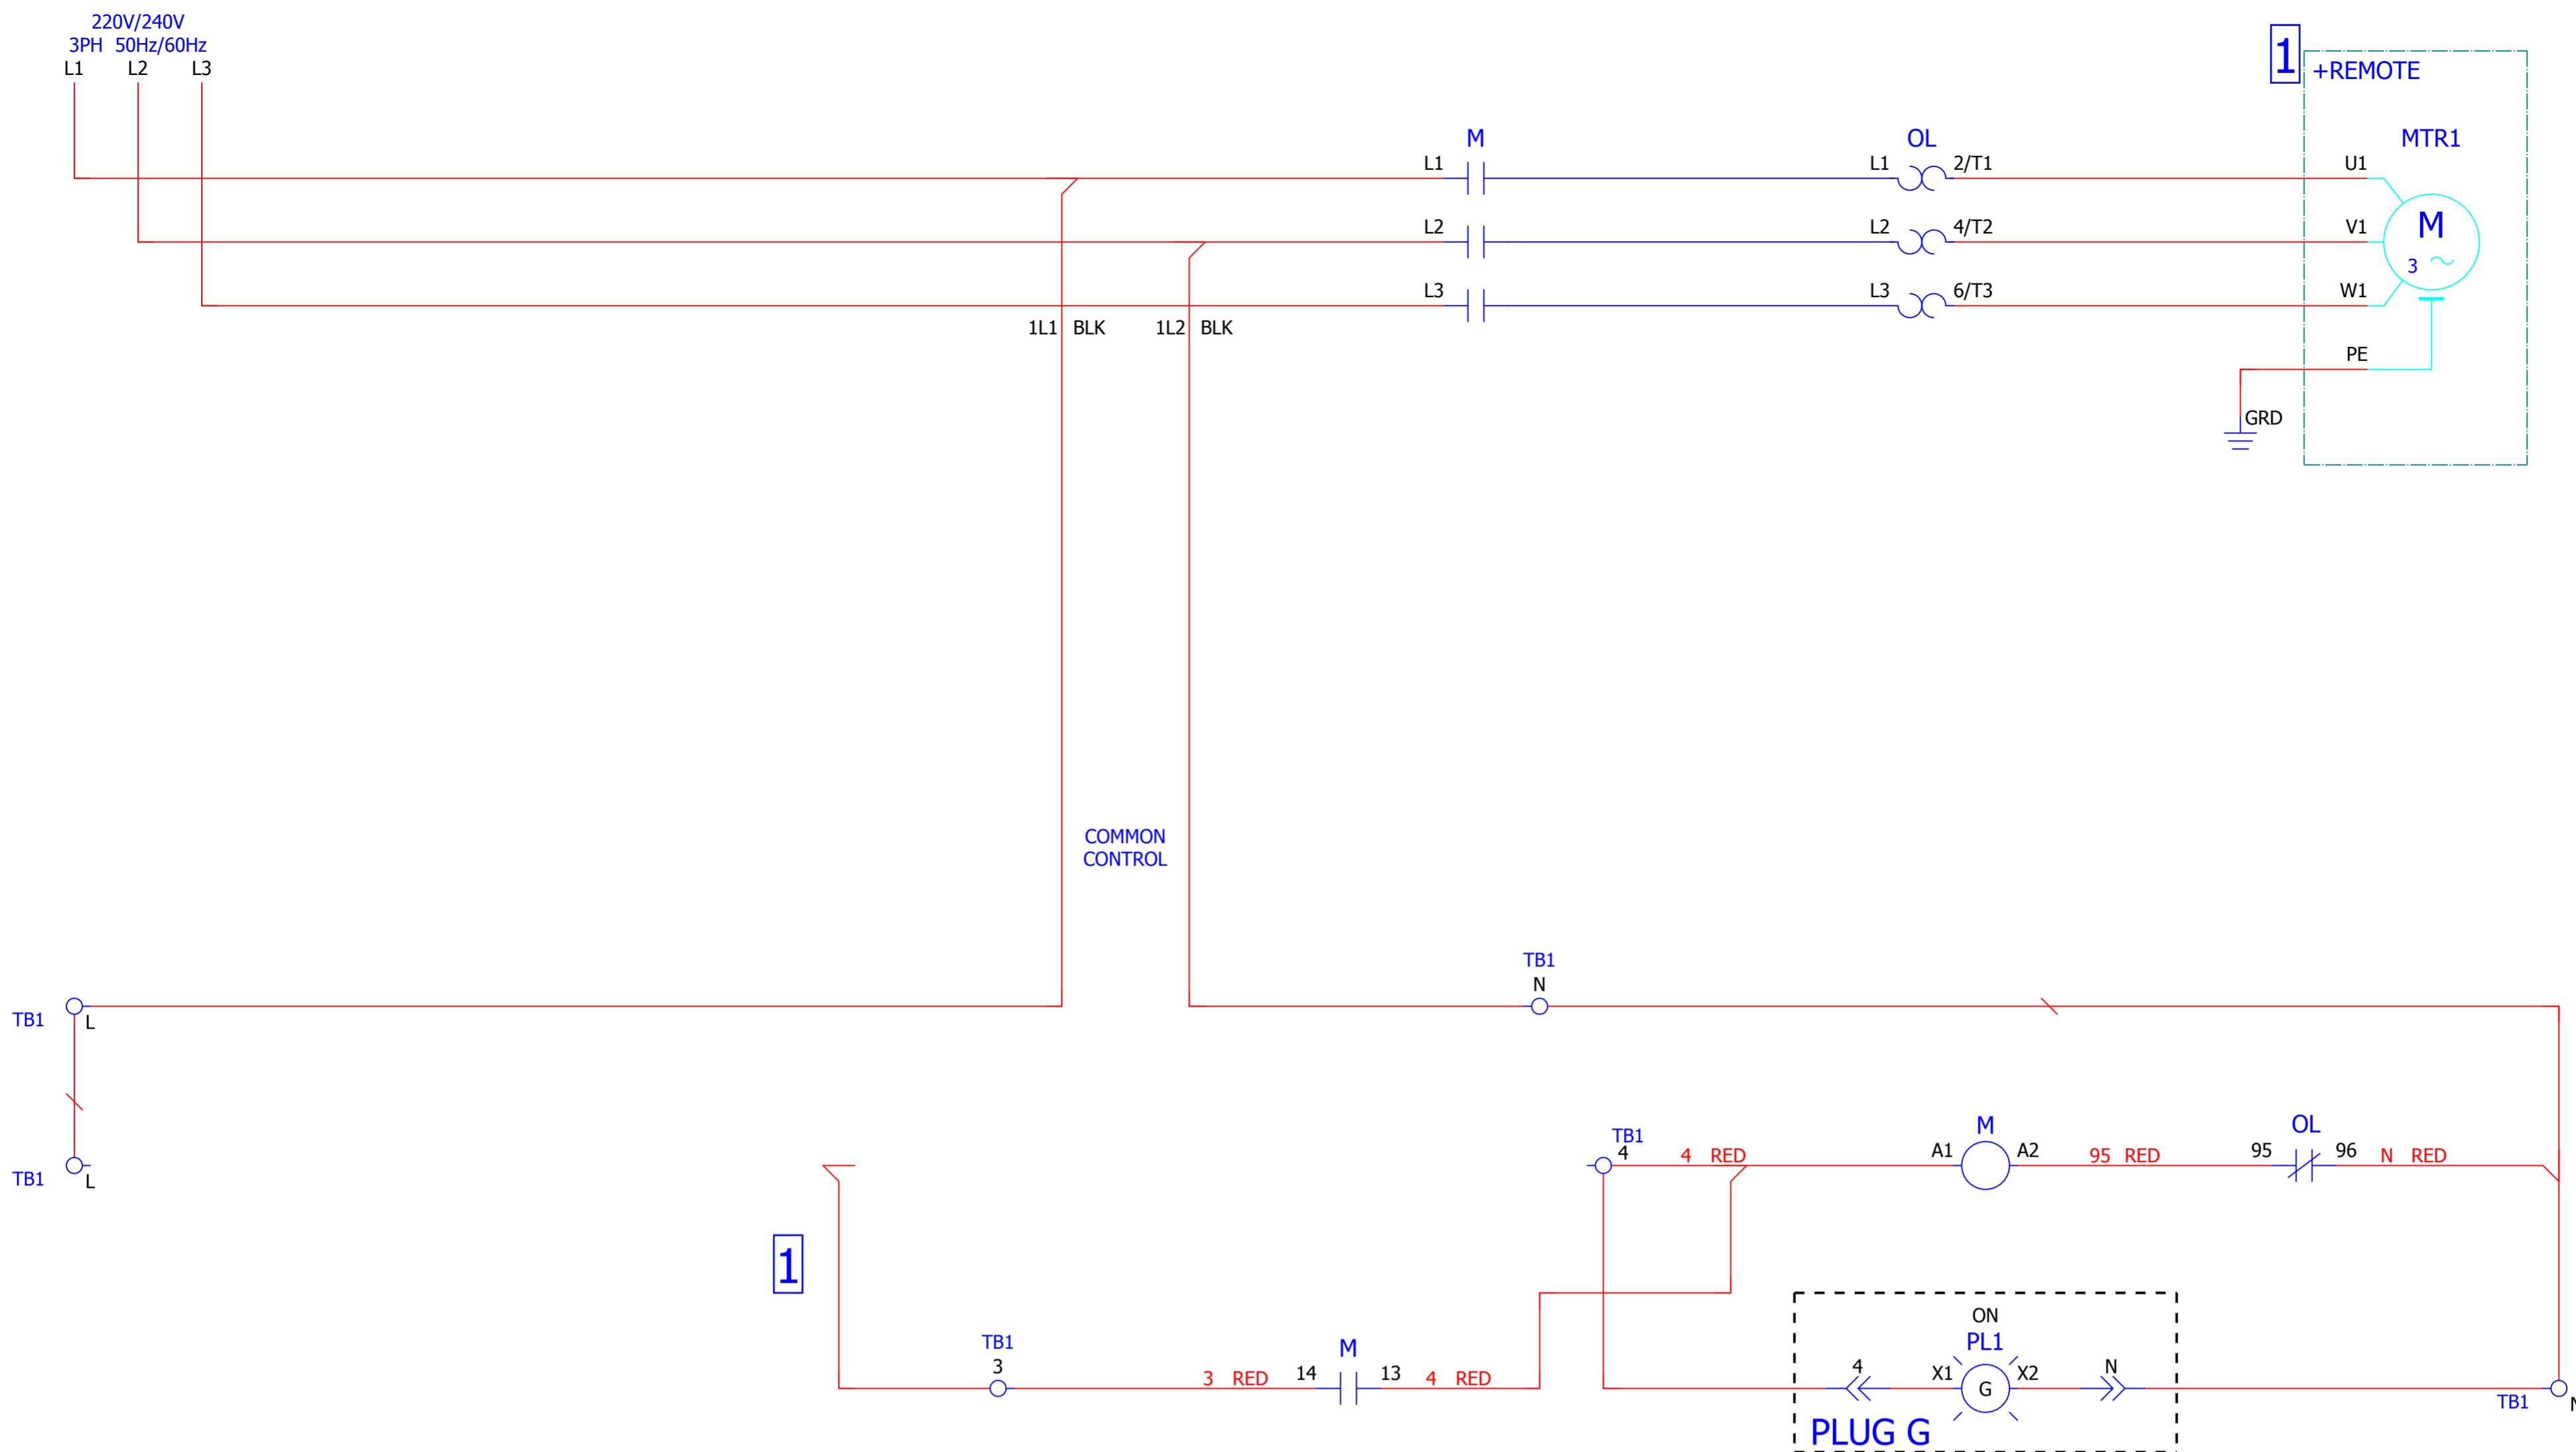 220V/240V
3PH 50Hz/60Hz
L1 L2 L3
1
+REMOTE
M OL MTR1
L1 L1 2/T1 U1
L2 L2 4/T2 V1
M
3
L3 L3 6/T3 W1
1L1 BLK 1L2 BLK
PE
GRD
COMMON
CONTROL
TB1
N
TB1 L
TB1
4
4 RED
M
A1 A2
95 RED
OL
95 96
N RED
TB1 L
1
ON
PL1
TB1
3
3 RED
M
14 13
4 RED
4
X1 G X2
N
TB1 N
PLUG G